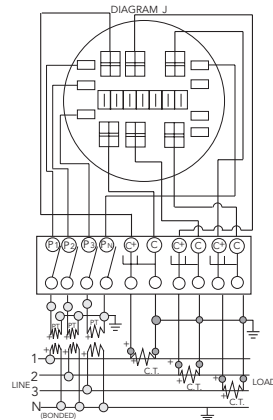 DIAGRAM J
P1 P2 P3 PN C+ C C+ C C+ C
PT PT PT
+ + +
1
+ + +
C.T. C.T. C.T.
2
LINE
3
LOAD
N
(BONDED)